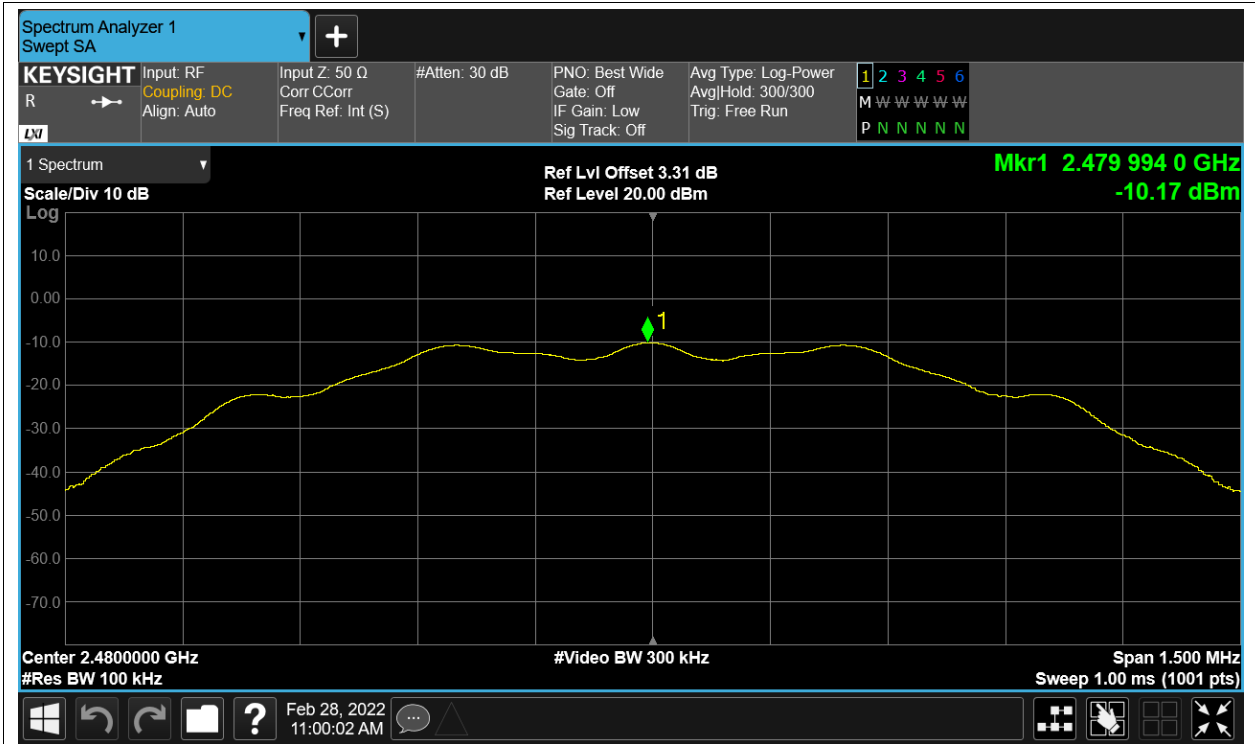 Spectrum Analyzer 1
Swept SA
+
KEYSIGHT
R
LXI
Input: RF
Coupling: DC
Align: Auto
Input Z: 50 Ω
Corr CCorr
Freq Ref: Int (S)
#Atten: 30 dB
PNO: Best Wide
Gate: Off
IF Gain: Low
Sig Track: Off
Avg Type: Log-Power
Avg|Hold: 300/300
Trig: Free Run
1 2 3 4 5 6
M W W W W W
P N N N N N
1 Spectrum
Scale/Div 10 dB
Log
Ref Lvl Offset 3.31 dB
Ref Level 20.00 dBm
Mkr1 2.479 994 0 GHz
-10.17 dBm
10.0
0.00
-10.0
-20.0
-30.0
-40.0
-50.0
-60.0
-70.0
1
Center 2.4800000 GHz
#Res BW 100 kHz
#Video BW 300 kHz
Span 1.500 MHz
Sweep 1.00 ms (1001 pts)
?
Feb 28, 2022
11:00:02 AM